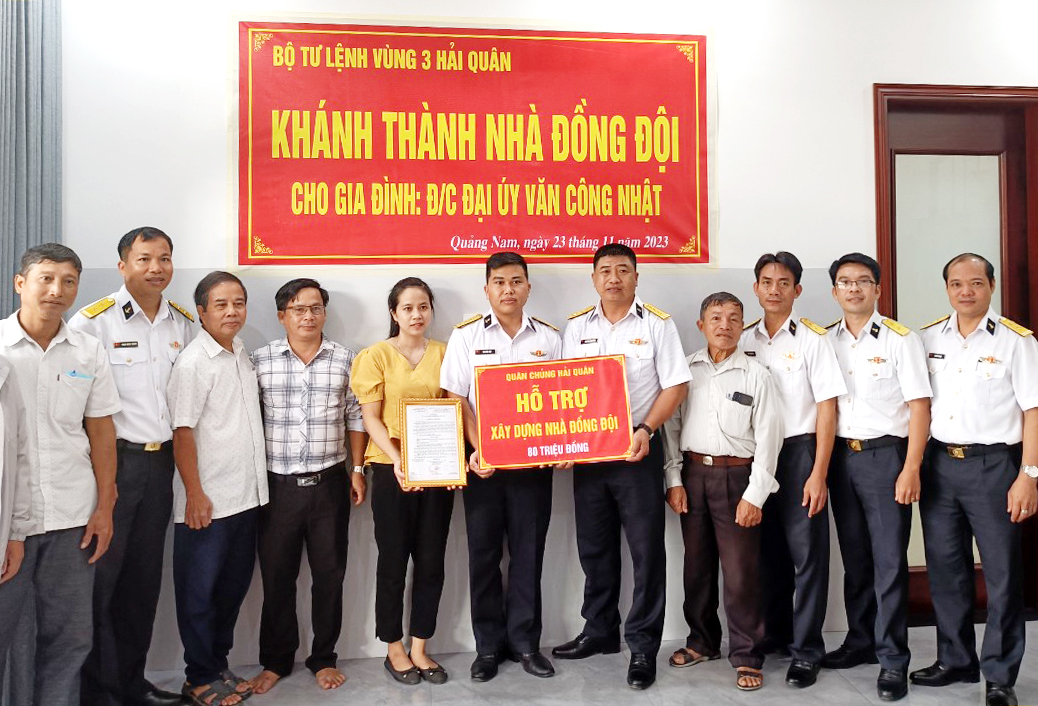 BỘ TƯ LỆNH VÙNG 3 HẢI QUÂN
KHÁNH THÀNH NHÀ ĐỒNG ĐỘI
CHO GIA ĐÌNH: Đ/C ĐẠI ÚY VĂN CÔNG NHẬT
Quảng Nam, ngày 23 tháng 11 năm 2023
QUÂN CHỦNG HẢI QUÂN
HỖ TRỢ
XÂY DỰNG NHÀ ĐỒNG ĐỘI
80 TRIỆU ĐỒNG